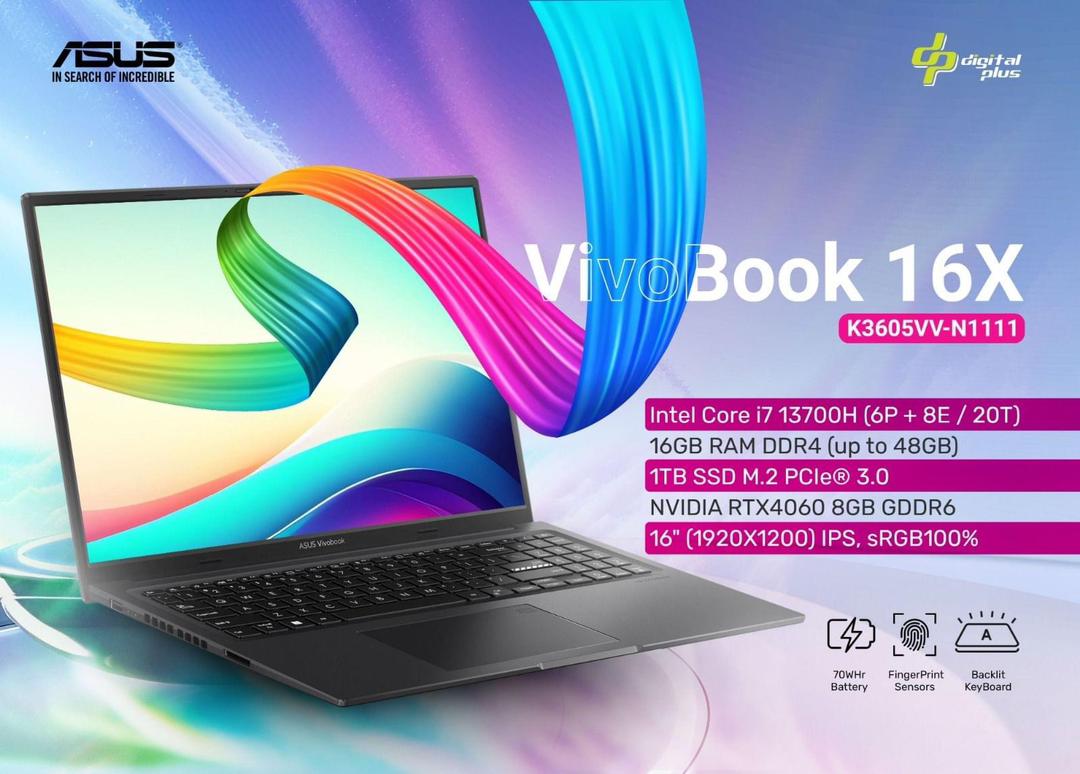 ASUS
IN SEARCH OF INCREDIBLE
dp digital
plus
VivoBook 16X
K3605VV-N1111
Intel Core i7 13700H (6P + 8E / 20T)
16GB RAM DDR4 (up to 48GB)
1TB SSD M.2 PCIe® 3.0
NVIDIA RTX4060 8GB GDDR6
16" (1920X1200) IPS, sRGB100%
ASUS Vivobook
A
70WHr
Battery
FingerPrint
Sensors
Backlit
KeyBoard